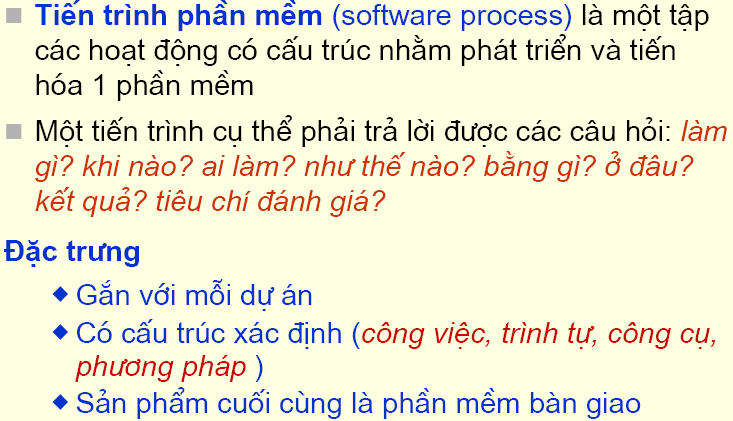 Tiến trình phần mềm (software process) là một tập
các hoạt động có cấu trúc nhằm phát triển và tiến
hóa 1 phần mềm
Một tiến trình cụ thể phải trả lời được các câu hỏi: làm
gì? khi nào? ai làm? như thế nào? bằng gì? ở đâu?
kết quả? tiêu chí đánh giá?
Đặc trưng
Gắn với mỗi dự án
Có cấu trúc xác định (công việc, trình tự, công cụ,
phương pháp )
Sản phẩm cuối cùng là phần mềm bàn giao